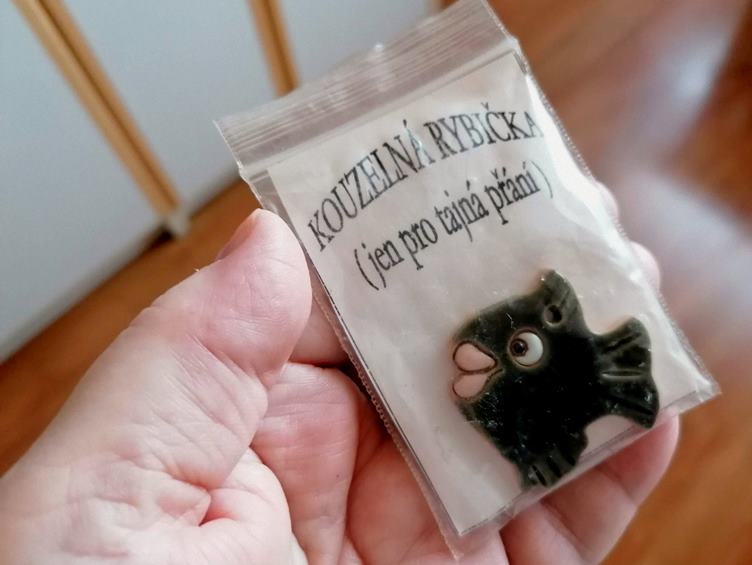 KOUZELNÁ RYBIČKA
(jen pro tajná přání)